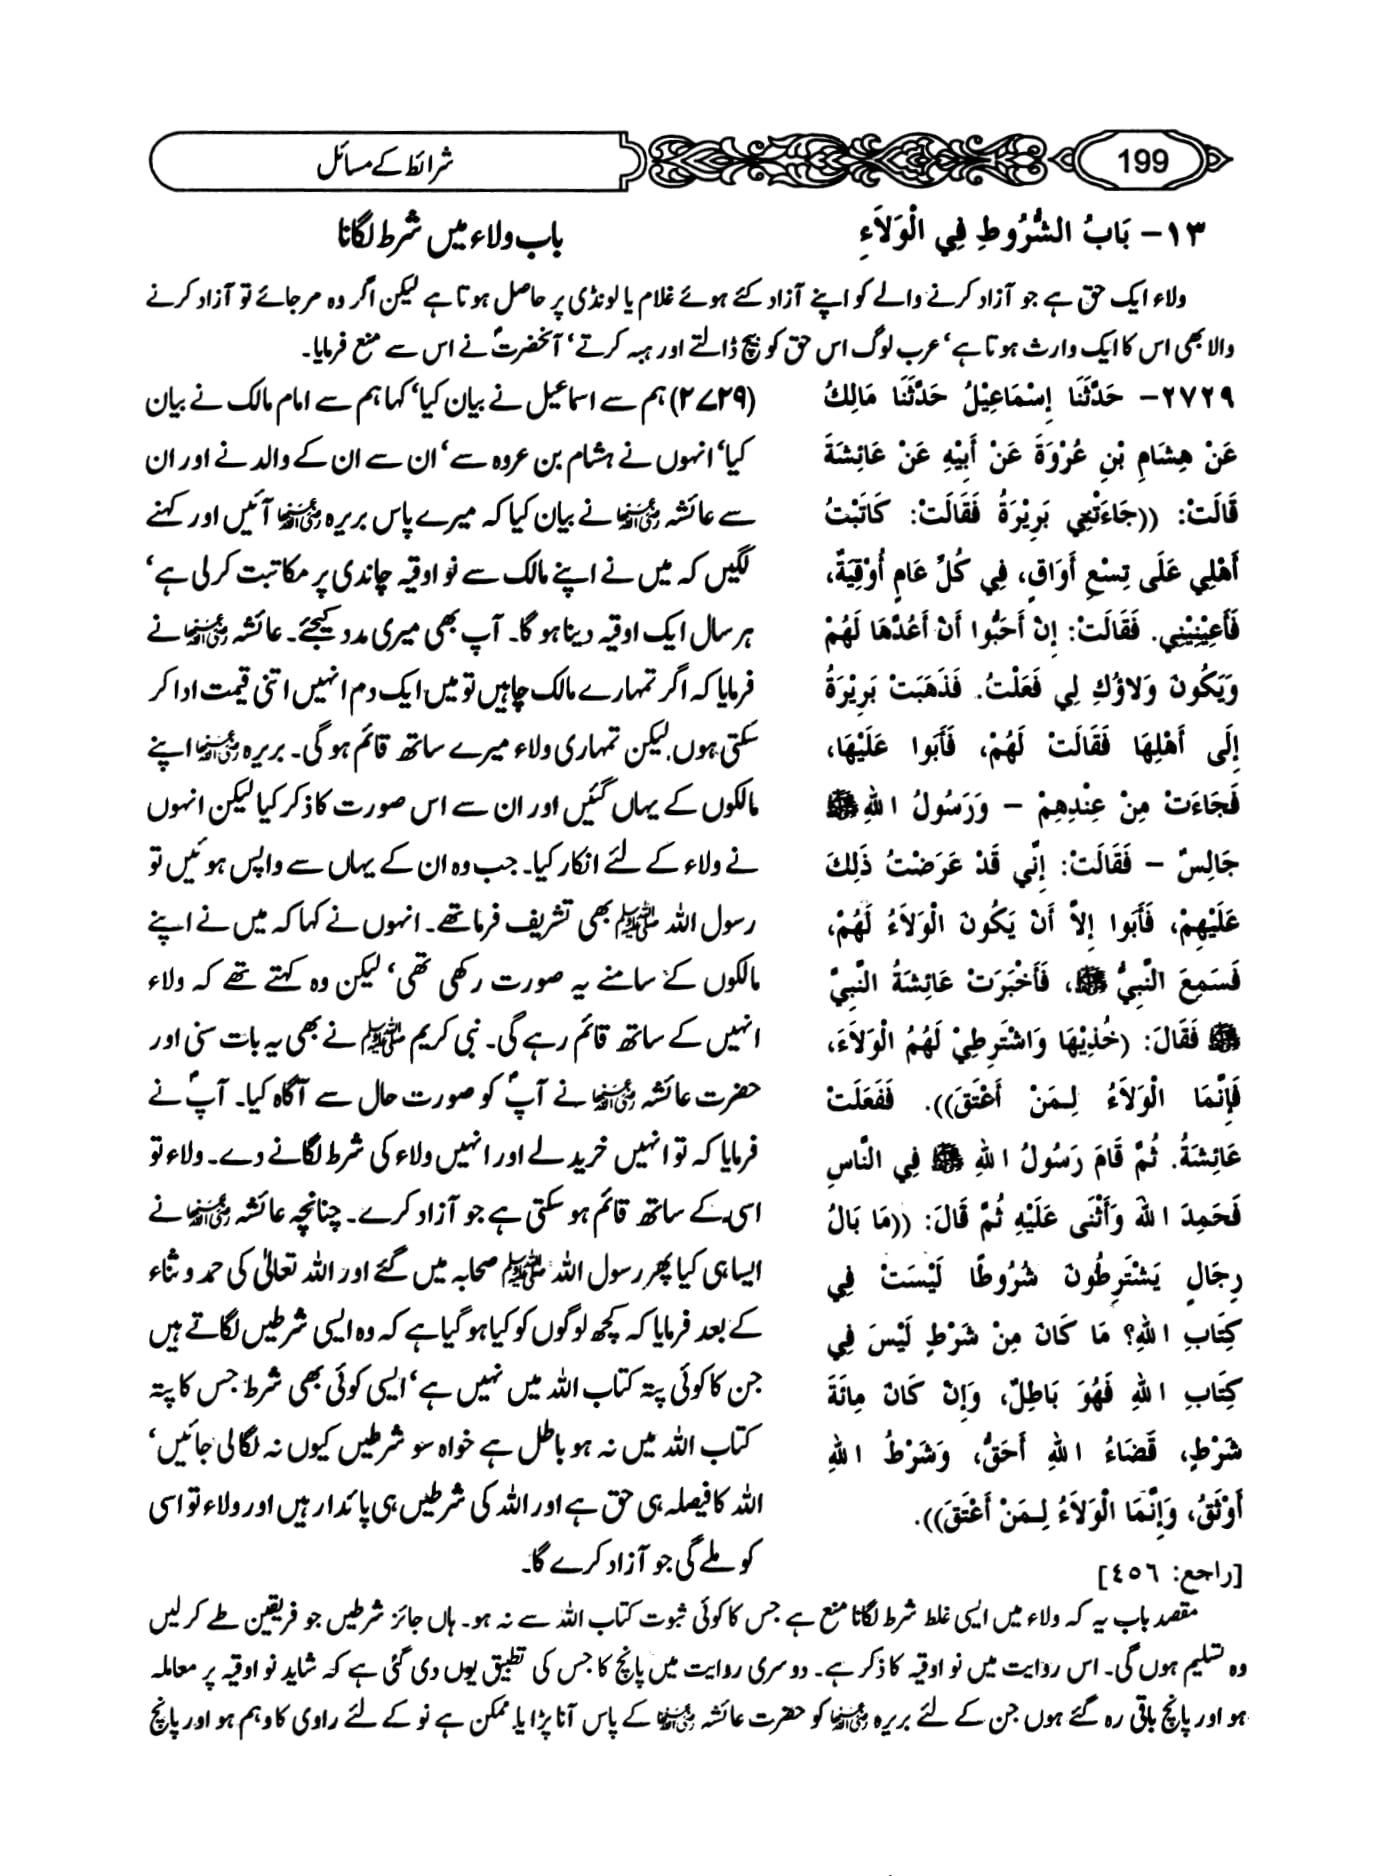 199
شرائط کے مسائل
١٣- بَابُ الشُّرُوطِ فِي الْوَلَاءِ
باب ولاء میں شرط لگانا
ولاء ایک حق ہے جو آزاد کرنے والے کو اپنے آزاد کئے ہوئے غلام یا لونڈی پر حاصل ہوتا ہے لیکن اگر وہ مر جائے تو آزاد کرنے
والا بھی اس کا ایک وارث ہوتا ہے‘ عرب لوگ اس حق کو بیچ ڈالتے اور ہبہ کرتے‘ آنحضرتؐ نے اس سے منع فرمایا۔
٢٧٢٩- حَدَّثَنَا إِسْمَاعِيْلُ حَدَّثَنَا مَالِكُ
عَنْ هِشَامِ بْنِ عُرْوَةَ عَنْ أَبِيْهِ عَنْ عَائِشَةَ
قَالَتْ: ((جَاءَتْنِي بَرِيْرَةُ فَقَالَتْ: كَاتَبْتُ
أَهْلِي عَلَى تِسْعِ أَوَاقٍ، فِي كُلِّ عَامٍ أُوْقِيَةٌ،
فَأَعِيْنِيْنِي. فَقَالَتْ: إِنْ أَحَبُّوا أَنْ أَعُدَّهَا لَهُمْ
وَيَكُونَ وَلَاؤُكِ لِي فَعَلْتُ. فَذَهَبَتْ بَرِيْرَةُ
إِلَى أَهْلِهَا فَقَالَتْ لَهُمْ، فَأَبَوا عَلَيْهَا،
فَجَاءَتْ مِنْ عِنْدِهِمْ – وَرَسُولُ اللهِ ﷺ
جَالِسٌ – فَقَالَتْ: إِنِّي قَدْ عَرَضْتُ ذَلِكَ
عَلَيْهِمْ، فَأَبَوا إِلاَّ أَنْ يَكُونَ الْوَلَاءُ لَهُمْ،
فَسَمِعَ النَّبِيُّ ﷺ، فَأَخْبَرَتْ عَائِشَةُ النَّبِيَّ
ﷺ فَقَالَ: (خُذِيْهَا وَاشْتَرِطِيْ لَهُمُ الْوَلَاءَ،
فَإِنَّمَا الْوَلَاءُ لِـمَنْ أَعْتَقَ)). فَفَعَلَتْ
عَائِشَةُ. ثُمَّ قَامَ رَسُولُ اللهِ ﷺ فِي النَّاسِ
فَحَمِدَ اللهَ وَأَثْنَى عَلَيْهِ ثُمَّ قَالَ: ((مَا بَالُ
رِجَالٍ يَشْتَرِطُونَ شُرُوطًا لَيْسَتْ فِي
كِتَابِ اللهِ؟ مَا كَانَ مِنْ شَرْطٍ لَيْسَ فِي
كِتَابِ اللهِ فَهُوَ بَاطِلٌ، وَإِنْ كَانَ مِائَةَ
شَرْطٍ، قَضَاءُ اللهِ أَحَقُّ، وَشَرْطُ اللهِ
أَوْثَقُ، وَإِنَّمَا الْوَلَاءُ لِـمَنْ أَعْتَقَ)).
[راجع: ٤٥٦]
(۲۷۲۹) ہم سے اسماعیل نے بیان کیا‘ کہا ہم سے امام مالک نے بیان
کیا‘ انہوں نے ہشام بن عروہ سے‘ ان سے ان کے والد نے اور ان
سے عائشہ رضی اللہ عنہا نے بیان کیا کہ میرے پاس بریرہ رضی اللہ عنہا آئیں اور کہنے
لگیں کہ میں نے اپنے مالک سے نو اوقیہ چاندی پر مکاتبت کر لی ہے‘
ہر سال ایک اوقیہ دینا ہو گا۔ آپ بھی میری مدد کیجئے۔ عائشہ رضی اللہ عنہا نے
فرمایا کہ اگر تمہارے مالک چاہیں تو میں ایک دم انہیں اتنی قیمت ادا کر
سکتی ہوں لیکن تمہاری ولاء میرے ساتھ قائم ہو گی۔ بریرہ رضی اللہ عنہا اپنے
مالکوں کے یہاں گئیں اور ان سے اس صورت کا ذکر کیا لیکن انہوں
نے ولاء کے لئے انکار کیا۔ جب وہ ان کے یہاں سے واپس ہوئیں تو
رسول اللہ ﷺ بھی تشریف فرما تھے۔ انہوں نے کہا کہ میں نے اپنے
مالکوں کے سامنے یہ صورت رکھی تھی‘ لیکن وہ کہتے تھے کہ ولاء
انہیں کے ساتھ قائم رہے گی۔ نبی کریم ﷺ نے بھی یہ بات سنی اور
حضرت عائشہ رضی اللہ عنہا نے آپؐ کو صورت حال سے آگاہ کیا۔ آپؐ نے
فرمایا کہ تو انہیں خرید لے اور انہیں ولاء کی شرط لگانے دے۔ ولاء تو
اسی کے ساتھ قائم ہو سکتی ہے جو آزاد کرے۔ چنانچہ عائشہ رضی اللہ عنہا نے
ایسا ہی کیا پھر رسول اللہ ﷺ صحابہ میں گئے اور اللہ تعالیٰ کی حمد و ثناء
کے بعد فرمایا کہ کچھ لوگوں کو کیا ہو گیا ہے کہ وہ ایسی شرطیں لگاتے ہیں
جن کا کوئی پتہ کتاب اللہ میں نہیں ہے‘ ایسی کوئی بھی شرط جس کا پتہ
کتاب اللہ میں نہ ہو باطل ہے خواہ سو شرطیں کیوں نہ لگالی جائیں‘
اللہ کا فیصلہ ہی حق ہے اور اللہ کی شرطیں ہی پائدار ہیں اور ولاء تو اسی
کو ملے گی جو آزاد کرے گا۔
مقصد باب یہ کہ ولاء میں ایسی غلط شرط لگانا منع ہے جس کا کوئی ثبوت کتاب اللہ سے نہ ہو۔ ہاں جائز شرطیں جو فریقین طے کر لیں
وہ تسلیم ہوں گی۔ اس روایت میں نو اوقیہ کا ذکر ہے۔ دوسری روایت میں پانچ کا جس کی تطبیق یوں دی گئی ہے کہ شاید نو اوقیہ پر معاملہ
ہو اور پانچ باقی رہ گئے ہوں جن کے لئے بریرہ رضی اللہ عنہا کو حضرت عائشہ رضی اللہ عنہا کے پاس آنا پڑا یا ممکن ہے نو کے لئے راوی کا وہم ہو اور پانچ